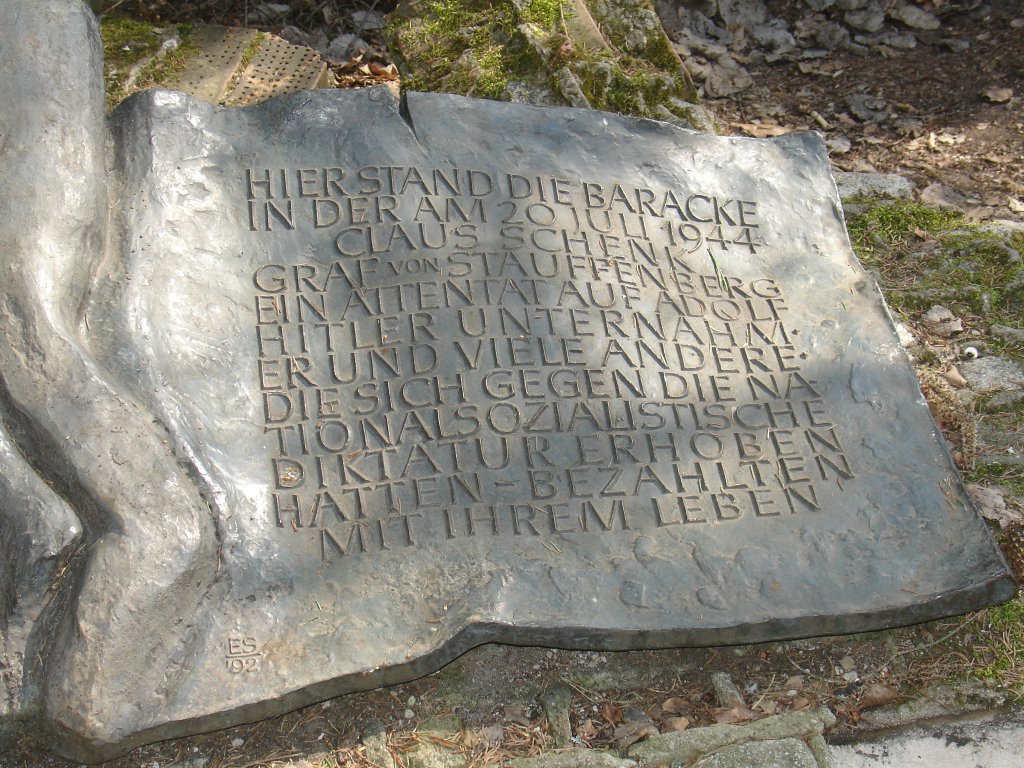 HIER STAND DIE BARACKE
IN DER AM 20 JULI 1944
CLAUS SCHENK
GRAF VON STAUFFENBERG
EIN ATTENTAT AUF ADOLF
HITLER UNTERNAHM
ER UND VIELE ANDERE
DIE SICH GEGEN DIE NA-
TIONALSOZIALISTISCHE
DIKTATUR ERHOBEN
HATTEN - BEZAHLTEN
MIT IHREM LEBEN
ES
'92